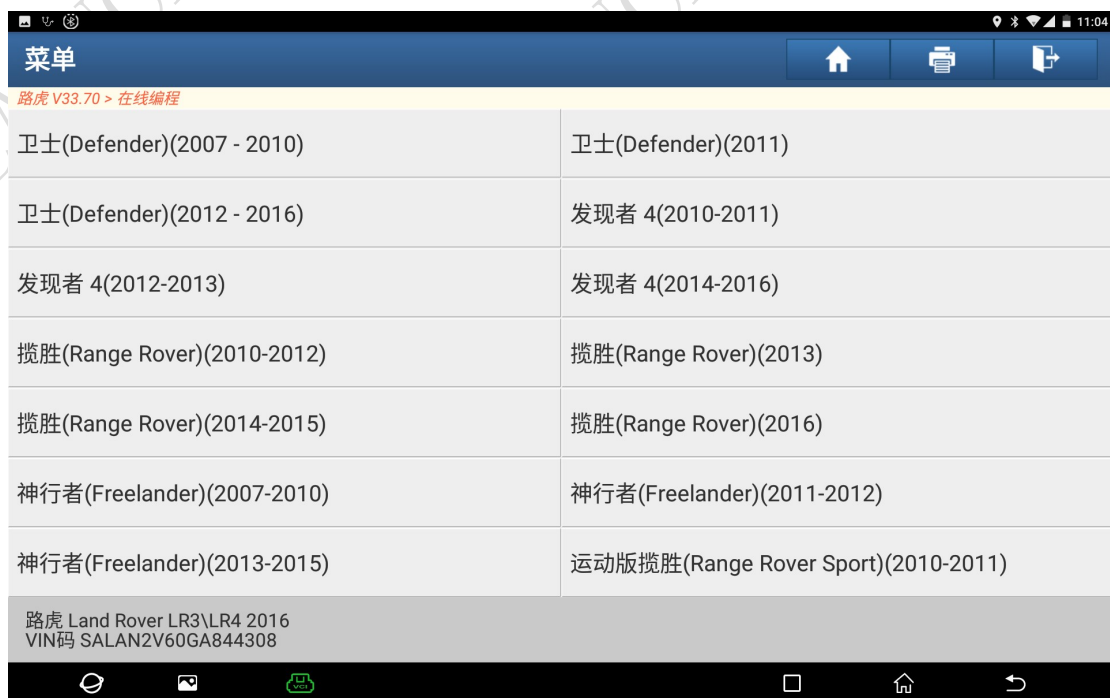 11:04
菜单
路虎 V33.70 > 在线编程
卫士(Defender)(2007 - 2010)
卫士(Defender)(2011)
卫士(Defender)(2012 - 2016)
发现者 4(2010-2011)
发现者 4(2012-2013)
发现者 4(2014-2016)
揽胜(Range Rover)(2010-2012)
揽胜(Range Rover)(2013)
揽胜(Range Rover)(2014-2015)
揽胜(Range Rover)(2016)
神行者(Freelander)(2007-2010)
神行者(Freelander)(2011-2012)
神行者(Freelander)(2013-2015)
运动版揽胜(Range Rover Sport)(2010-2011)
路虎 Land Rover LR3\LR4 2016
VIN码 SALAN2V60GA844308
VCI